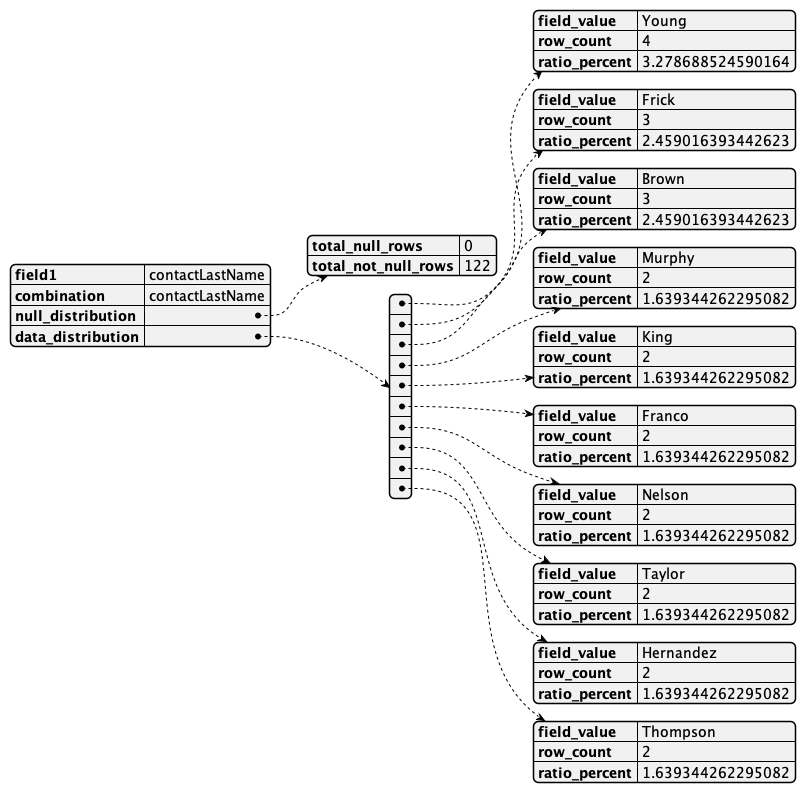 field1 contactLastName
combination contactLastName
null_distribution
data_distribution
total_null_rows 0
total_not_null_rows 122
field_value Young
row_count 4
ratio_percent 3.278688524590164
field_value Frick
row_count 3
ratio_percent 2.459016393442623
field_value Brown
row_count 3
ratio_percent 2.459016393442623
field_value Murphy
row_count 2
ratio_percent 1.639344262295082
field_value King
row_count 2
ratio_percent 1.639344262295082
field_value Franco
row_count 2
ratio_percent 1.639344262295082
field_value Nelson
row_count 2
ratio_percent 1.639344262295082
field_value Taylor
row_count 2
ratio_percent 1.639344262295082
field_value Hernandez
row_count 2
ratio_percent 1.639344262295082
field_value Thompson
row_count 2
ratio_percent 1.639344262295082